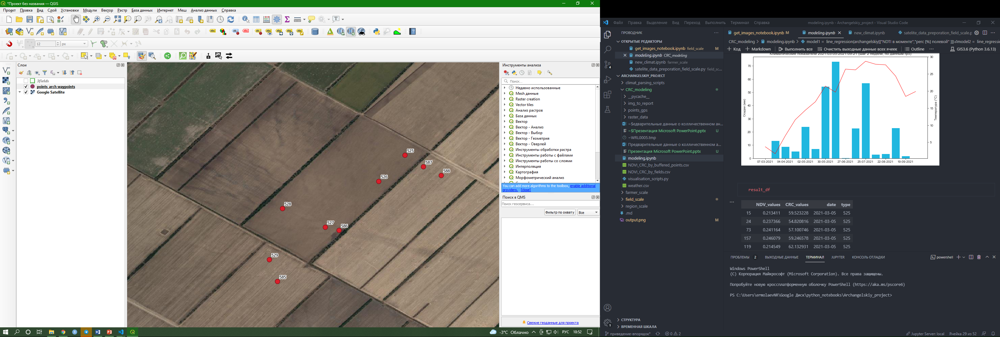 *Проект без названия — QGIS
Проект Правка Вид Слой Установки Модули Вектор Растр База данных Интернет Меш Анализ данных Справка
12 px
Слои
3fields
points arch waypoints
Google Satellite
525
587
588
526
528
527
586
529
585
Инструменты анализа
Поиск...
Недавно использованные
Mesh данные
Raster creation
Vector tiles
Анализ растров
База данных
Вектор
Вектор - Анализ
Вектор - Выбор
Вектор - Геометрия
Вектор - Оверлей
Инструменты обработки растра
Инструменты работы с файлами
Инструменты работы со слоями
Интерполяция
Картография
Морфометрический анализ
You can add more algorithms to the toolbox, enable additional
providers. [close]
Поиск в QMS
Поиск геосервиса...
Фильтр по охвату Все
Свежие геоданные для проекта
-3°C Облачно РУС 10:52
Файл Правка Выделение Вид Переход Выполнить Терминал Справка modeling.ipynb - Archangelskiy_project - Visual Studio Code
ПРОВОДНИК
ОТКРЫТЫЕ РЕДАКТОРЫ
get_images_notebook.ipynb field_scale M
modeling.ipynb CRC_modeling
new_climat.ipynb farmer_scale
satelite_data_preporation_field_scale.py field_sc...
ARCHANGELSKIY_PROJECT
climat_parsing_scripts
CRC_modeling
__pycache__
img_to_report
points_gps
raster_data
~$едварительные данные о колличественном ан...
~$Презентация Microsoft PowerPoint.pptx U
~WRL0005.tmp
Предварительные данные о колличественном а...
Презентация Microsoft PowerPoint.pptx U
modeling.ipynb
NDVI_CRC_by_buffered_points.csv
NDVI_CRC_by_fields.csv
visualisation_scripts.py
weather.csv
farmer_scale
field_scale
region_scale
.md
output.png M
СТРУКТУРА
ВРЕМЕННАЯ ШКАЛА
get_images_notebook.ipynb M modeling.ipynb new_climat.ipynb satelite_data_preporation_field_scale.p
CRC_modeling > modeling.ipynb > model1 = line_regression(archangelskiy[["NDTI в моменте","perc [%] полевой" ]])⏎model2 = line_regressio
Код Markdown Выполнить все Очистить выходные данные всех ячеек Outline ... GIS3.6 (Python 3.6.13)
Климатические показатели 2021-03-05-2021-09-21 (шаг 2 недели, по данным rp5)
Осадки (мм)
70
60
50
40
30
20
10
0
07-03-2021 04-04-2021 02-05-2021 30-05-2021 27-06-2021 25-07-2021 22-08-2021 19-09-2021
30
25
20
15
10
5
Температура (°C)
result_df
NDV_values CRC_values date type
15 0.213411 59.523228 2021-03-05 525
24 0.237366 54.820816 2021-03-05 525
73 0.241164 57.100746 2021-03-05 525
157 0.246079 59.246578 2021-03-05 525
119 0.214549 62.132931 2021-03-05 525
ПРОБЛЕМЫ 2 ВЫХОДНЫЕ ДАННЫЕ ТЕРМИНАЛ JUPYTER КОНСОЛЬ ОТЛАДКИ powershell
Windows PowerShell
(C) Корпорация Майкрософт (Microsoft Corporation). Все права защищены.
Попробуйте новую кроссплатформенную оболочку PowerShell (https://aka.ms/pscore6)
PS C:\Users\ermolaevNR\Google Диск\python_notebooks\Archangelskiy_project>
приведение-впорядок* 0 2 Jupyter Server: local Ячейка 29 из 52